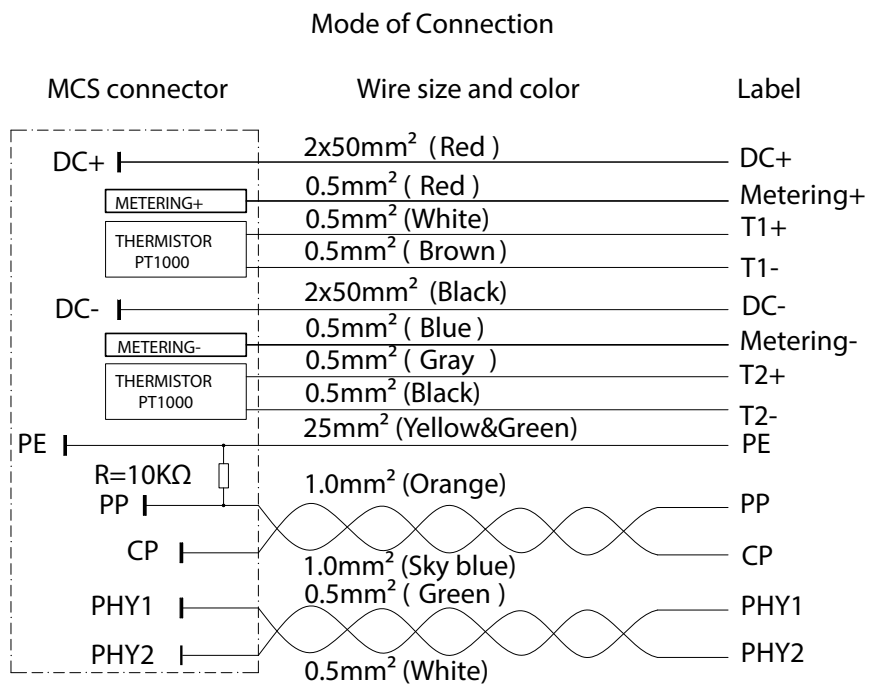 Mode of Connection
MCS connector Wire size and color Label
DC+ 2x50mm² (Red) DC+
METERING+ 0.5mm² (Red) Metering+
THERMISTOR PT1000
0.5mm² (White) T1+
0.5mm² (Brown) T1-
DC- 2x50mm² (Black) DC-
METERING- 0.5mm² (Blue) Metering-
THERMISTOR PT1000
0.5mm² (Gray) T2+
0.5mm² (Black) T2-
PE 25mm² (Yellow&Green) PE
R=10KΩ
PP 1.0mm² (Orange) PP
CP 1.0mm² (Sky blue) CP
PHY1 0.5mm² (Green) PHY1
PHY2 0.5mm² (White) PHY2